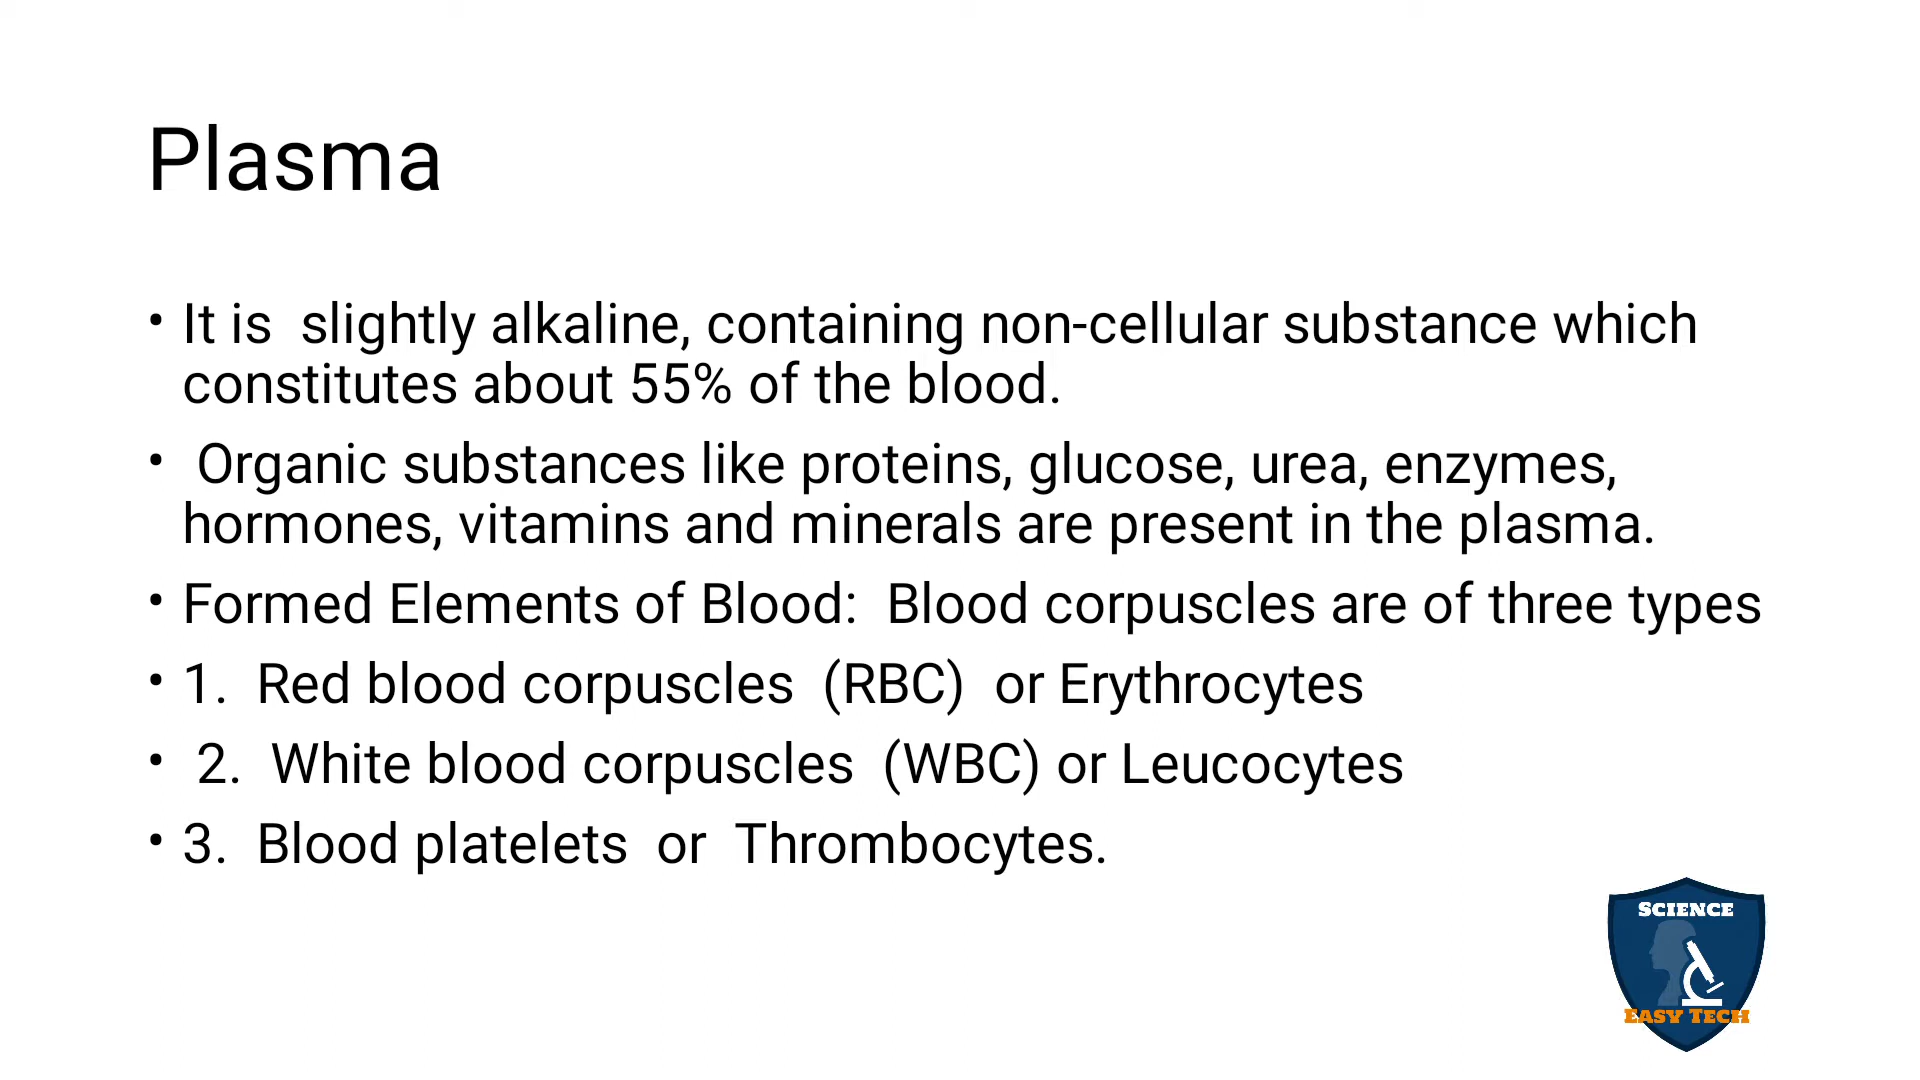 Plasma
• It is  slightly alkaline, containing non-cellular substance which
constitutes about 55% of the blood.
•  Organic substances like proteins, glucose, urea, enzymes,
hormones, vitamins and minerals are present in the plasma.
• Formed Elements of Blood:  Blood corpuscles are of three types
• 1.  Red blood corpuscles  (RBC)  or Erythrocytes
•  2.  White blood corpuscles  (WBC) or Leucocytes
• 3.  Blood platelets  or  Thrombocytes.
SCIENCE
EASY TECH